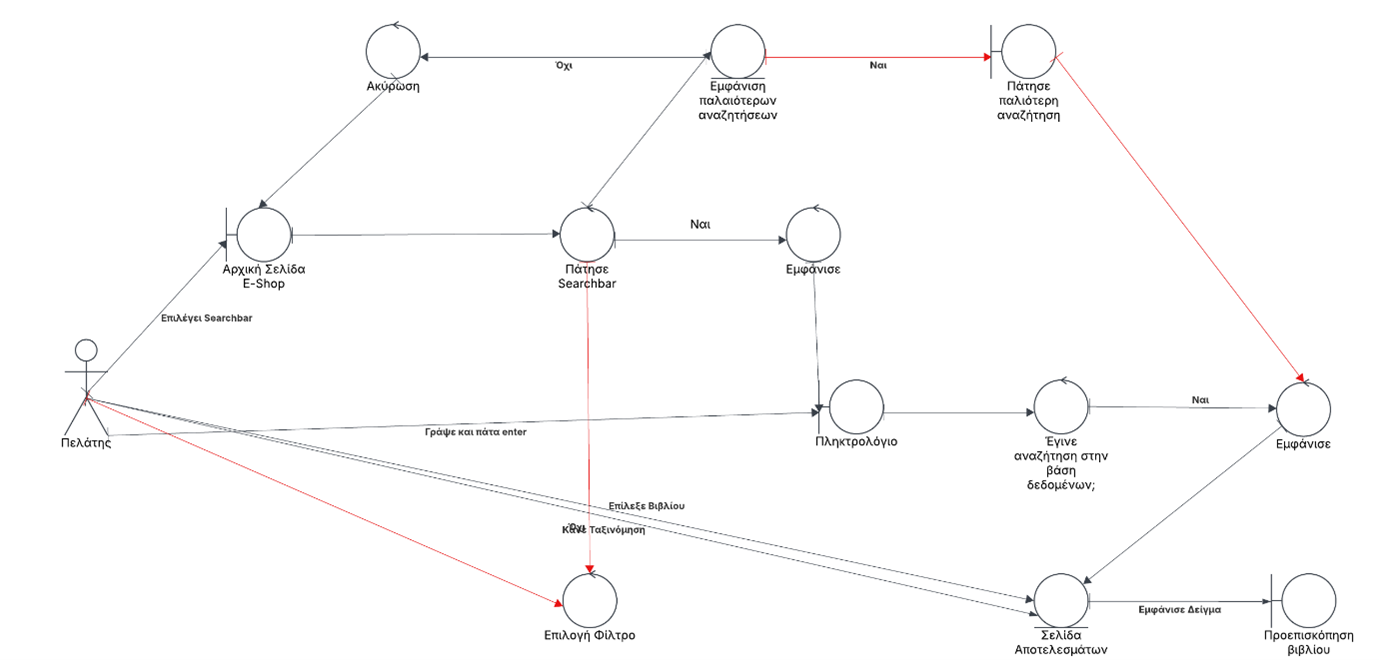 Όχι
Ναι
Ακύρωση
Εμφάνιση
παλαιότερων
αναζητήσεων
Πάτησε
παλιότερη
αναζήτηση
Ναι
Αρχική Σελίδα
E-Shop
Πάτησε
Searchbar
Εμφάνισε
Επιλέγει Searchbar
Ναι
Πελάτης
Γράψε και πάτα enter
Πληκτρολόγιο
Έγινε
αναζήτηση στην
βάση
δεδομένων;
Εμφάνισε
Επίλεξε Βιβλίου
Όχι
Κάνε Ταξινόμηση
Επιλογή Φίλτρο
Σελίδα
Αποτελεσμάτων
Εμφάνισε Δείγμα
Προεπισκόπηση
βιβλίου